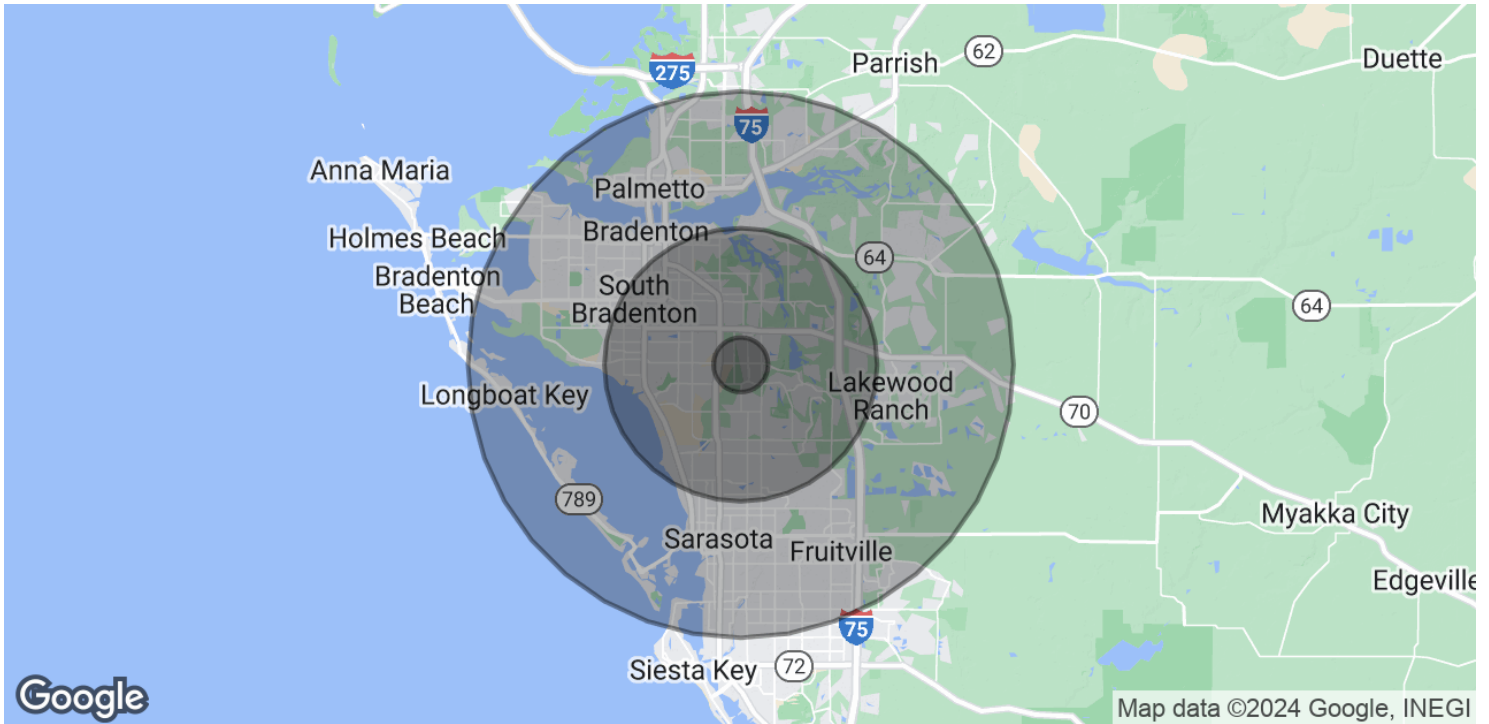 62
Parrish
Duette
275
75
Anna Maria
Palmetto
Bradenton
Holmes Beach
64
Bradenton
Beach
South
Bradenton
64
Lakewood
Ranch
Longboat Key
70
789
Myakka City
Sarasota
Fruitville
Edgeville
75
Siesta Key
72
Google
Map data ©2024 Google, INEGI